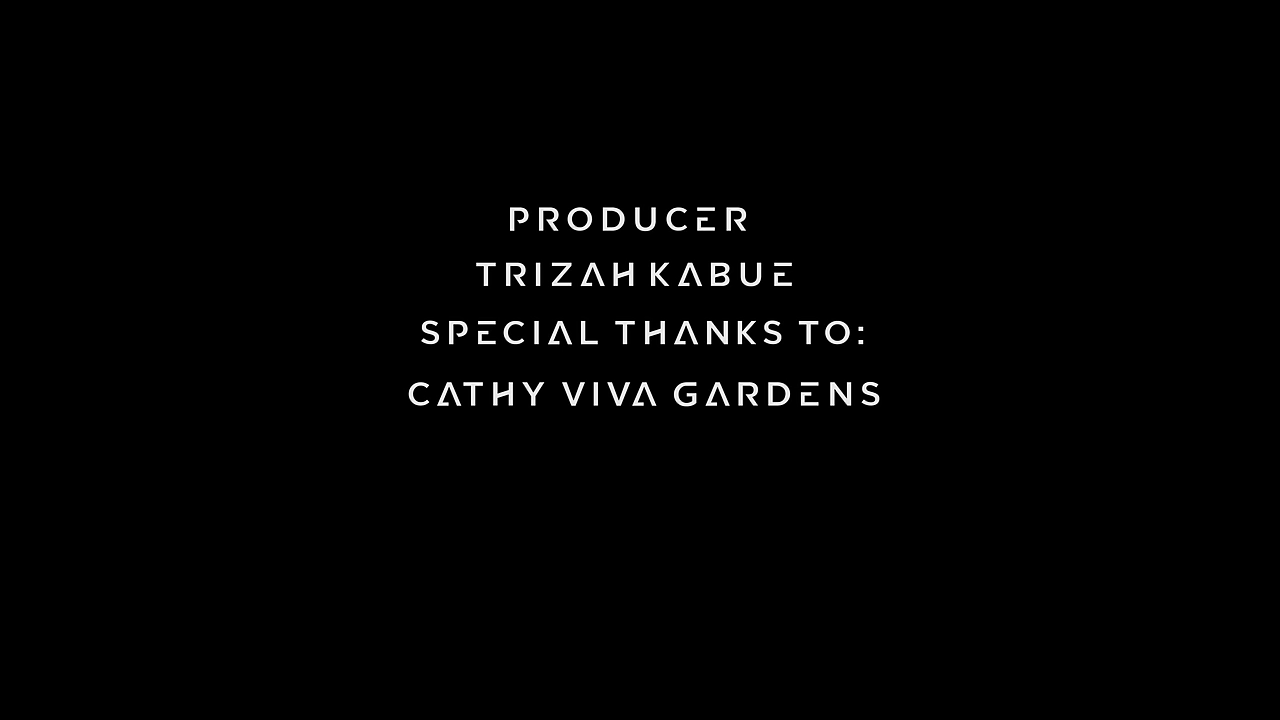 PRODUCER
TRIZAH KABUE
SPECIAL THANKS TO:
CATHY VIVA GARDENS